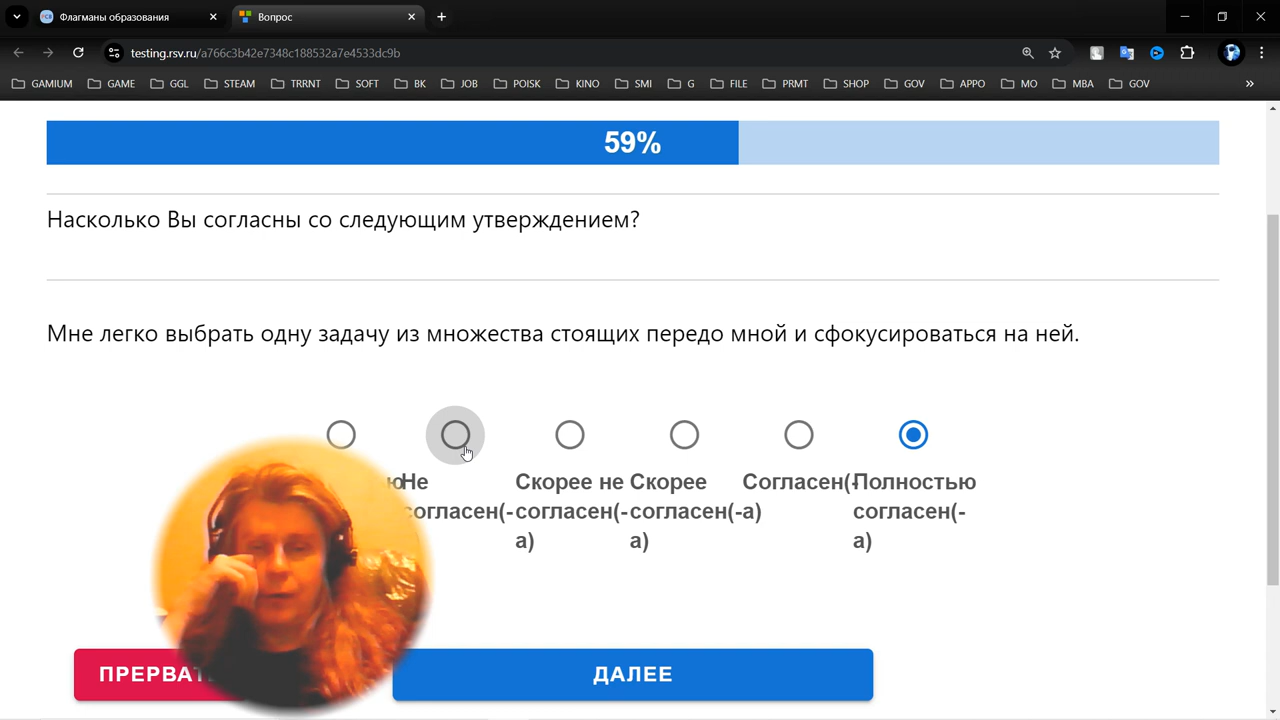 Флагманы образования
Вопрос
testing.rsv.ru/a766c3b42e7348c188532a7e4533dc9b
GAMIUM GAME GGL STEAM TRRNT SOFT BK JOB POISK KINO SMI G FILE PRMT SHOP GOV APPO MO MBA GOV
59%
Насколько Вы согласны со следующим утверждением?
Мне легко выбрать одну задачу из множества стоящих передо мной и сфокусироваться на ней.
Не
согласен(-
Скорее не
согласен(-
а)
Скорее
согласен(-
а)
Согласен(-
а)
Полностью
согласен(-
а)
ПРЕРВАТ
ДАЛЕЕ